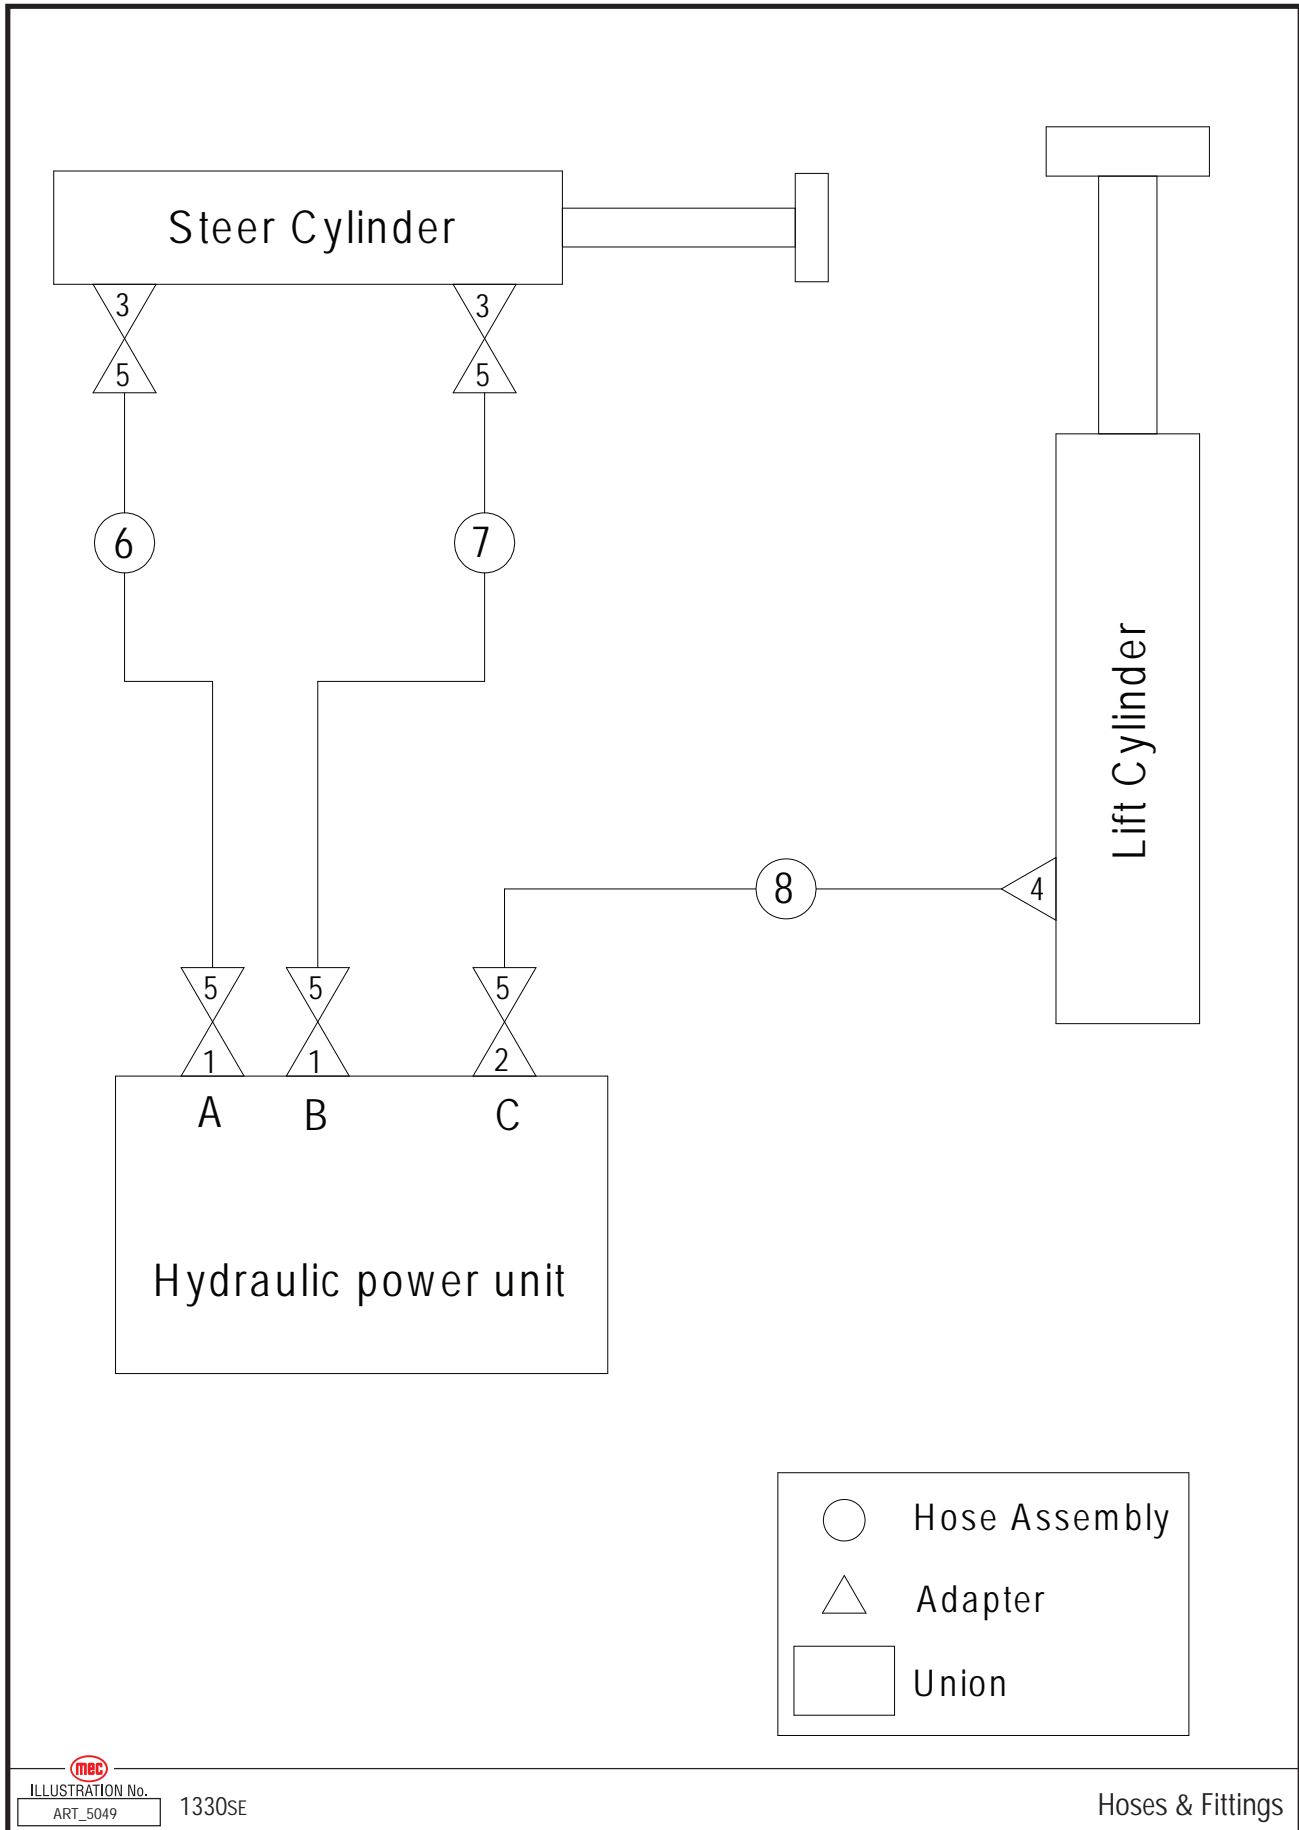 Steer Cylinder
3 3
5 5
6 7
Lift Cylinder
8 4
5 5 5
1 1 2
A B C
Hydraulic power unit
Hose Assembly
Adapter
Union
mec
ILLUSTRATION No.
ART_5049
1330SE
Hoses & Fittings